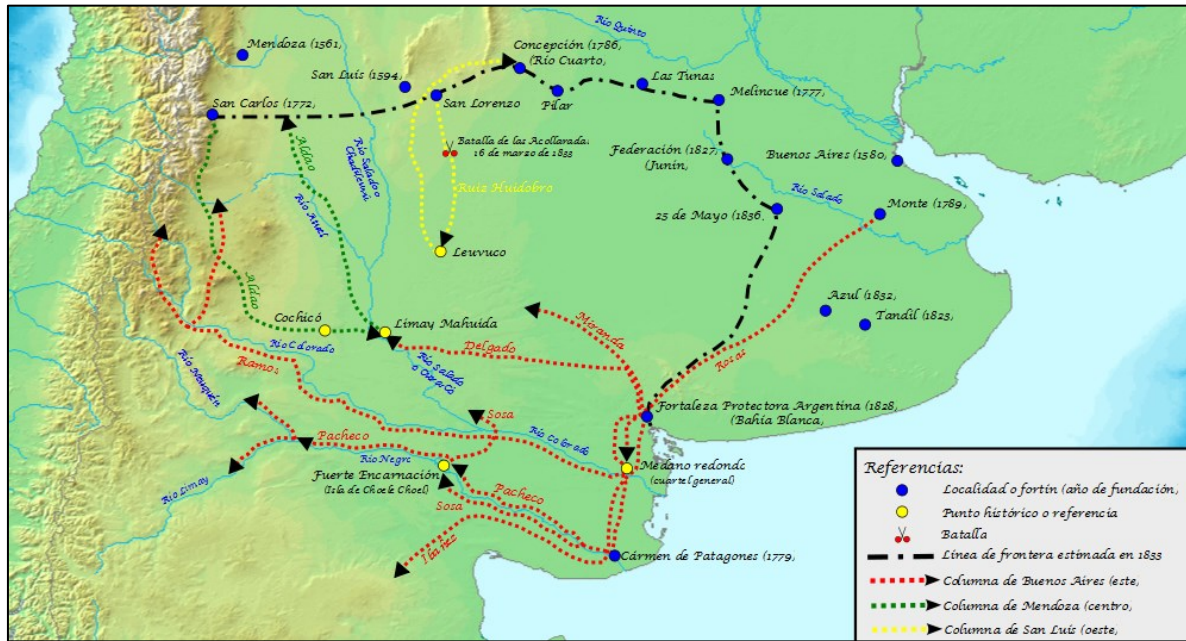 Río Quinto
Mendoza (1561,
Concepción (1786,
(Río Cuarto,
San Luís (1594,
Las Tunas
San Lorenzo
Pilar
Melincue (1777,
San Carlos (1772,
Aldao
Río Salado o
Chadileuvú
Batalla de las Acollaradas
16 de marzo de 1833
Federación (1827,
(Junín,
Buenos Aires (1580,
Río Salado
Ruiz Huidobro
Río Atuel
25 de Mayo (1836,
Monte (1789,
Leuvuco
Aldao
Azul (1832,
Tandil (1823,
Cochicó
Limay Mahuida
Miranda
Delgado
Rosas
Río Colorado
Ramos
Río Salado
o Curacó
Río Neuquén
Sosa
Fortaleza Protectora Argentina (1828,
(Bahía Blanca,
Pacheco
Río Colorado
Río Negro
Fuerte Encarnación
(Isla de Choele Choel)
Médano redondo
(cuartel general)
Río Limay
Pacheco
Sosa
Ibañez
Cármen de Patagones (1779,
Referencias:
Localidad o fortín (año de fundación,
Punto histórico o referencia
Batalla
Línea de frontera estimada en 1833
Columna de Buenos Aires (este,
Columna de Mendoza (centro,
Columna de San Luís (oeste,